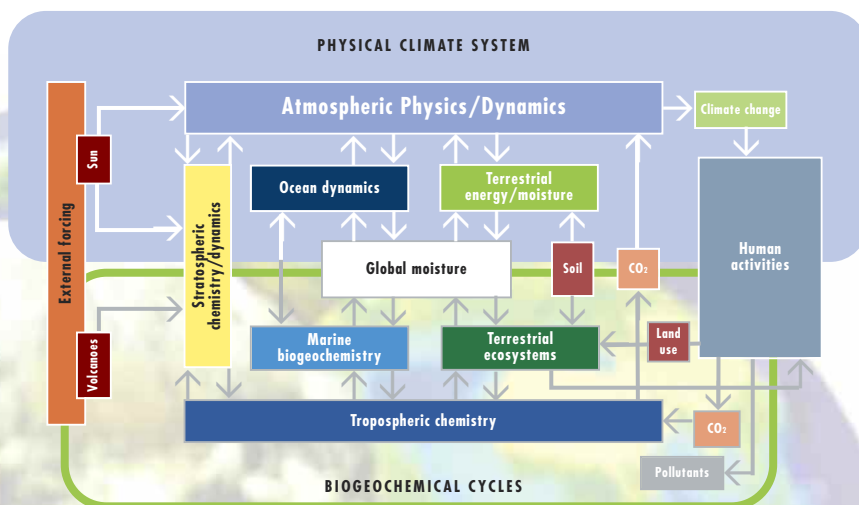 PHYSICAL CLIMATE SYSTEM
Atmospheric Physics/Dynamics
Climate change
Sun
Ocean dynamics
Terrestrial
energy/moisture
External forcing
Stratospheric
chemistry/dynamics
Global moisture
Soil
CO₂
Human
activities
Volcanoes
Marine
biogeochemistry
Terrestrial
ecosystems
Land
use
Tropospheric chemistry
CO₂
Pollutants
BIOGEOCHEMICAL CYCLES